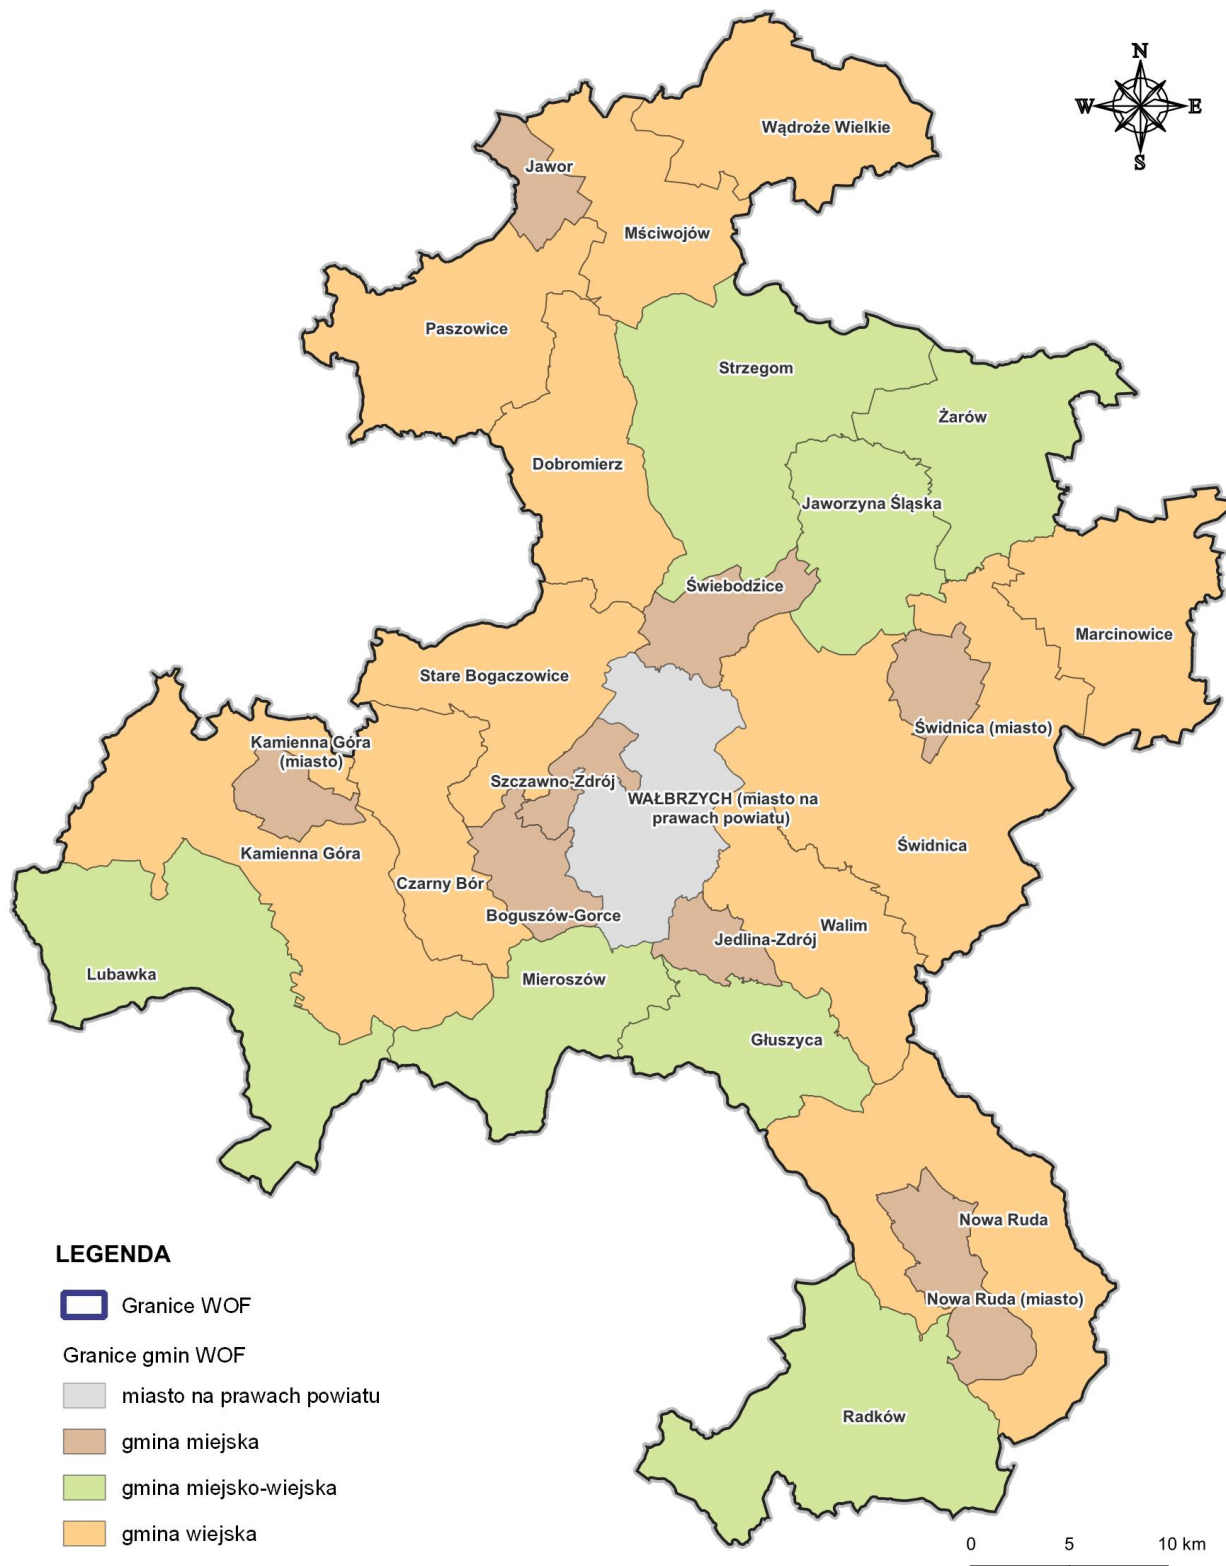 N
W E
S
Wądroże Wielkie
Jawor
Mściwojów
Paszowice
Strzegom
Żarów
Dobromierz
Jaworzyna Śląska
Świebodzice
Marcinowice
Stare Bogaczowice
Świdnica (miasto)
Kamienna Góra
(miasto)
Szczawno-Zdrój
WAŁBRZYCH (miasto na
prawach powiatu)
Świdnica
Kamienna Góra
Czarny Bór
Boguszów-Gorce
Walim
Jedlina-Zdrój
Lubawka
Mieroszów
Głuszyca
Nowa Ruda
Nowa Ruda (miasto)
Radków
LEGENDA
Granice WOF
Granice gmin WOF
miasto na prawach powiatu
gmina miejska
gmina miejsko-wiejska
gmina wiejska
0 5 10 km